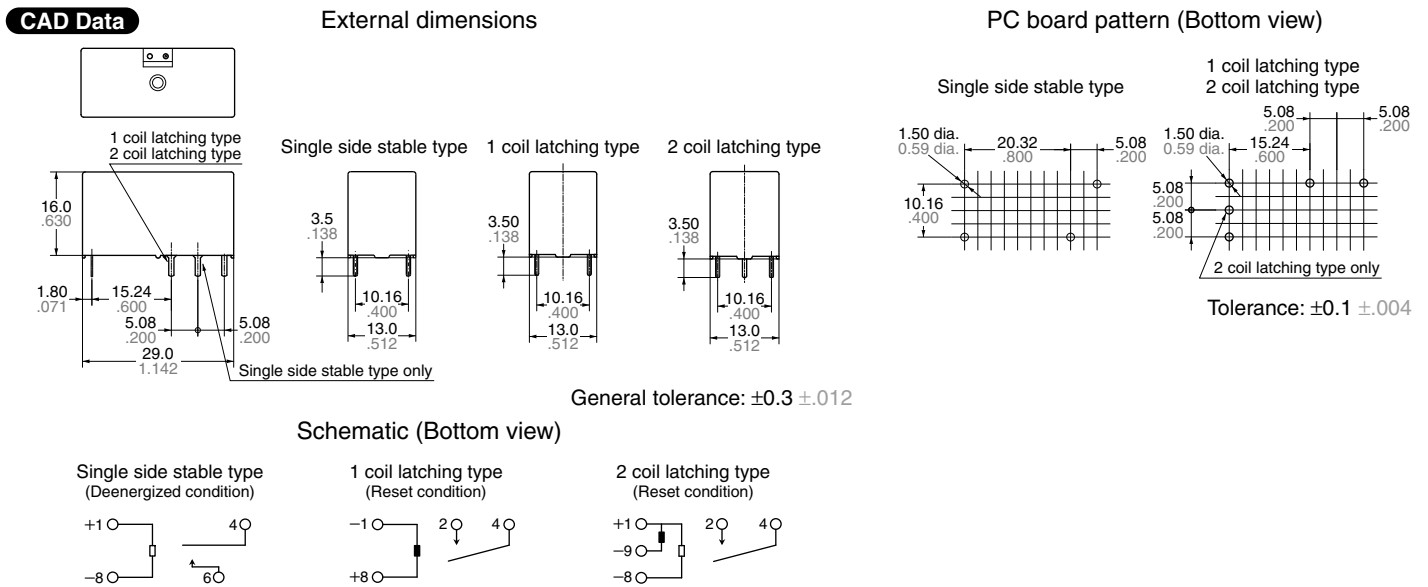 CAD Data
External dimensions
1 coil latching type
2 coil latching type
16.0
.630
1.80
.071
15.24
.600
5.08
.200
5.08
.200
29.0
1.142
Single side stable type only
Single side stable type
3.5
.138
10.16
.400
13.0
.512
1 coil latching type
3.50
.138
10.16
.400
13.0
.512
2 coil latching type
3.50
.138
10.16
.400
13.0
.512
General tolerance: ±0.3 ±.012
PC board pattern (Bottom view)
Single side stable type
1.50 dia.
0.59 dia.
20.32
.800
5.08
.200
10.16
.400
1 coil latching type
2 coil latching type
5.08
.200
5.08
.200
1.50 dia.
0.59 dia.
15.24
.600
5.08
.200
5.08
.200
2 coil latching type only
Tolerance: ±0.1 ±.004
Schematic (Bottom view)
Single side stable type
(Deenergized condition)
+1
4
−8
6
1 coil latching type
(Reset condition)
−1
2
4
+8
2 coil latching type
(Reset condition)
+1
2
4
−9
−8